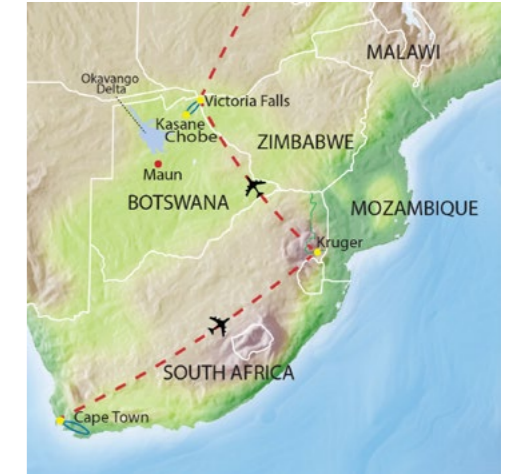 MALAWI
Okavango
Delta
Victoria Falls
Kasane
Chobe
ZIMBABWE
Maun
BOTSWANA
MOZAMBIQUE
Kruger
SOUTH AFRICA
Cape Town